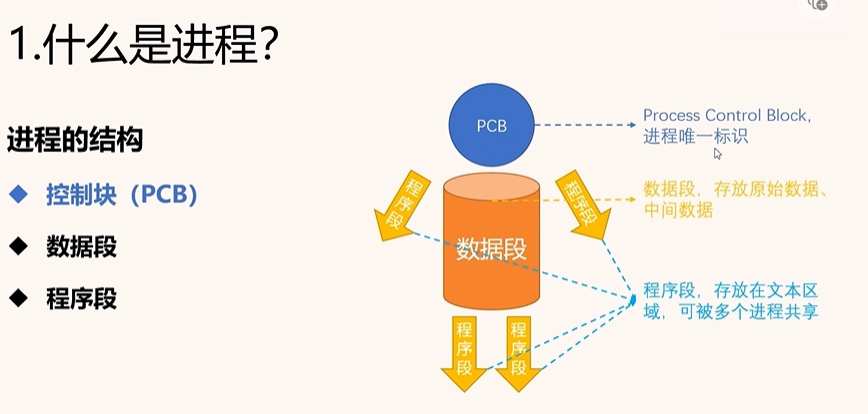 1.什么是进程？
进程的结构
控制块（PCB）
数据段
程序段
PCB
程序段
程序段
数据段
程序段
程序段
Process Control Block，
进程唯一标识
数据段，存放原始数据、
中间数据
程序段，存放在文本区
域，可被多个进程共享